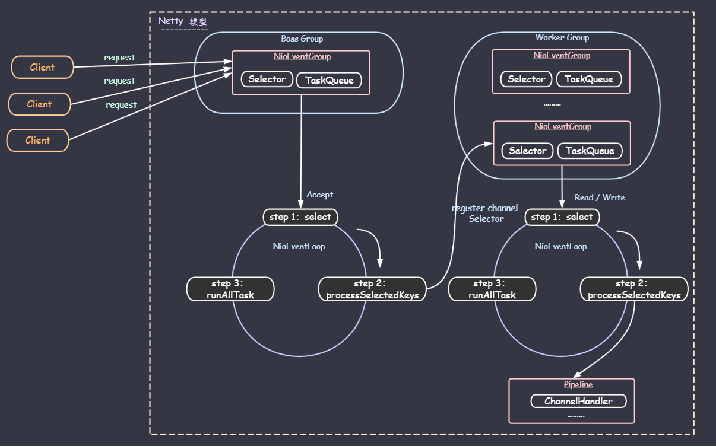 Netty 模型
Boss Group
NioEventGroup
Selector
TaskQueue
Client
Client
Client
request
request
request
Accept
step 1: select
NioEventLoop
step 2:
processSelectedKeys
step 3:
runAllTask
register channel
Selector
Worker Group
NioEventGroup
Selector
TaskQueue
........
NioEventGroup
Selector
TaskQueue
Read / Write
step 1: select
NioEventLoop
step 2:
processSelectedKeys
step 3:
runAllTask
Pipeline
ChannelHandler
........